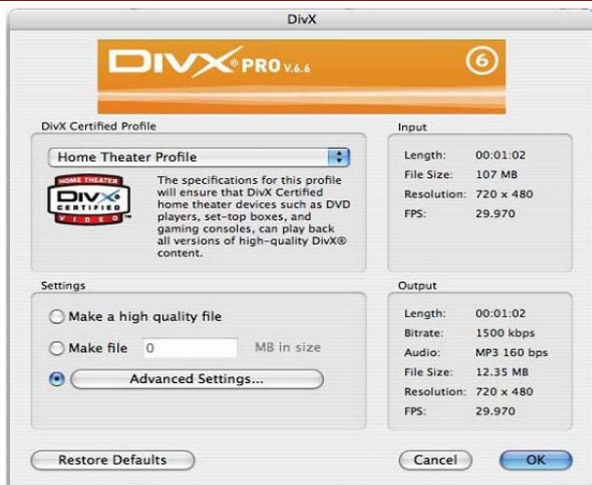 DivX
DIVX® PRO V.6.6
6
DivX Certified Profile
Home Theater Profile
HOME THEATER
DIVX
CERTIFIED
VIDEO
The specifications for this profile
will ensure that DivX Certified
home theater devices such as DVD
players, set-top boxes, and
gaming consoles, can play back
all versions of high-quality DivX®
content.
Input
Length: 00:01:02
File Size: 107 MB
Resolution: 720 x 480
FPS: 29.970
Settings
Make a high quality file
Make file 0 MB in size
Advanced Settings...
Output
Length: 00:01:02
Bitrate: 1500 kbps
Audio: MP3 160 bps
File Size: 12.35 MB
Resolution: 720 x 480
FPS: 29.970
Restore Defaults
Cancel
OK